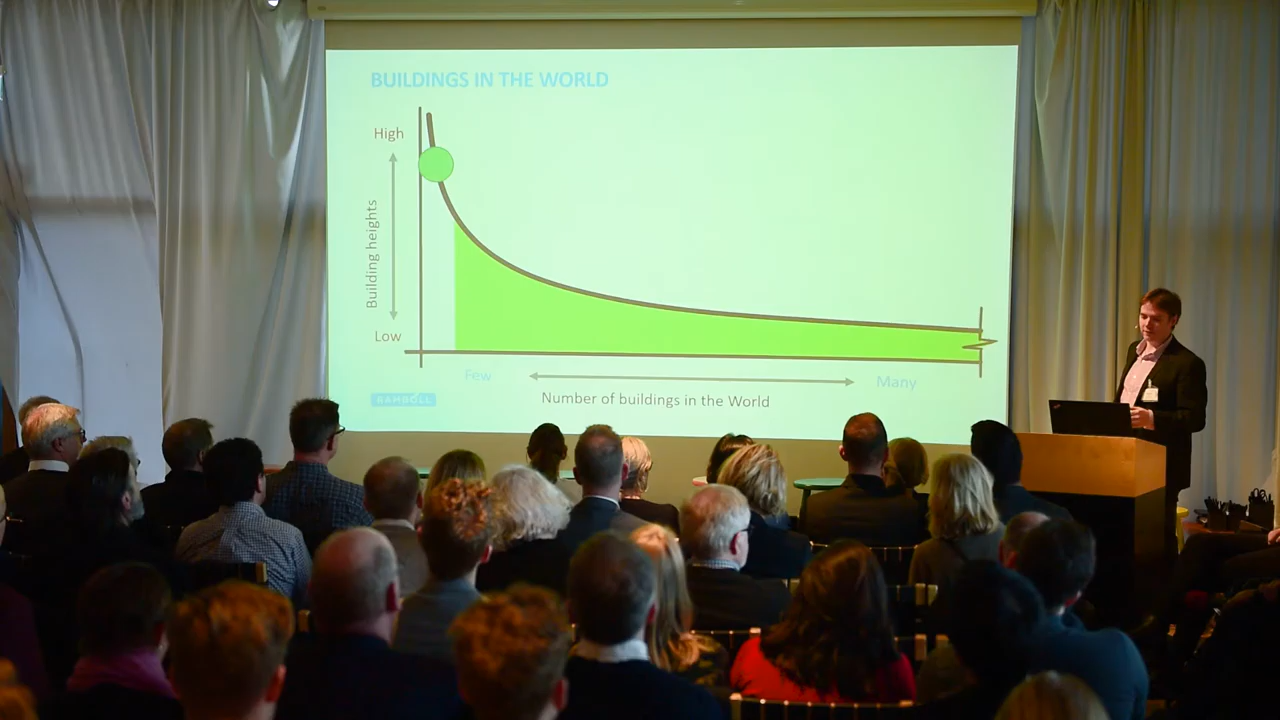 BUILDINGS IN THE WORLD
High
Building heights
Low
Few
Many
Number of buildings in the World
RAMBOLL